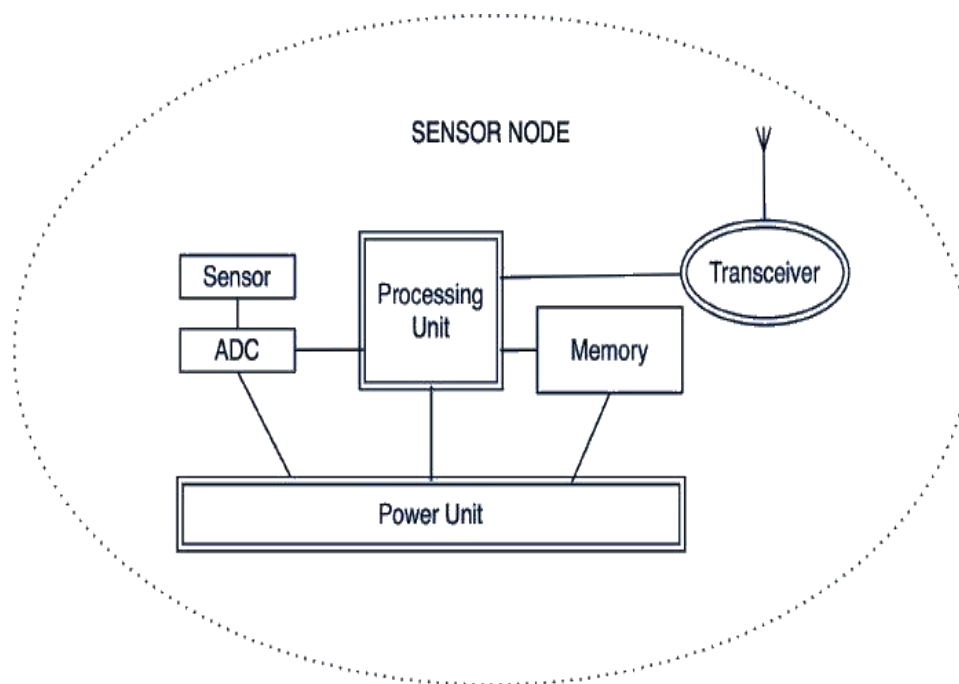 SENSOR NODE
Transceiver
Sensor
Processing
Unit
ADC
Memory
Power Unit